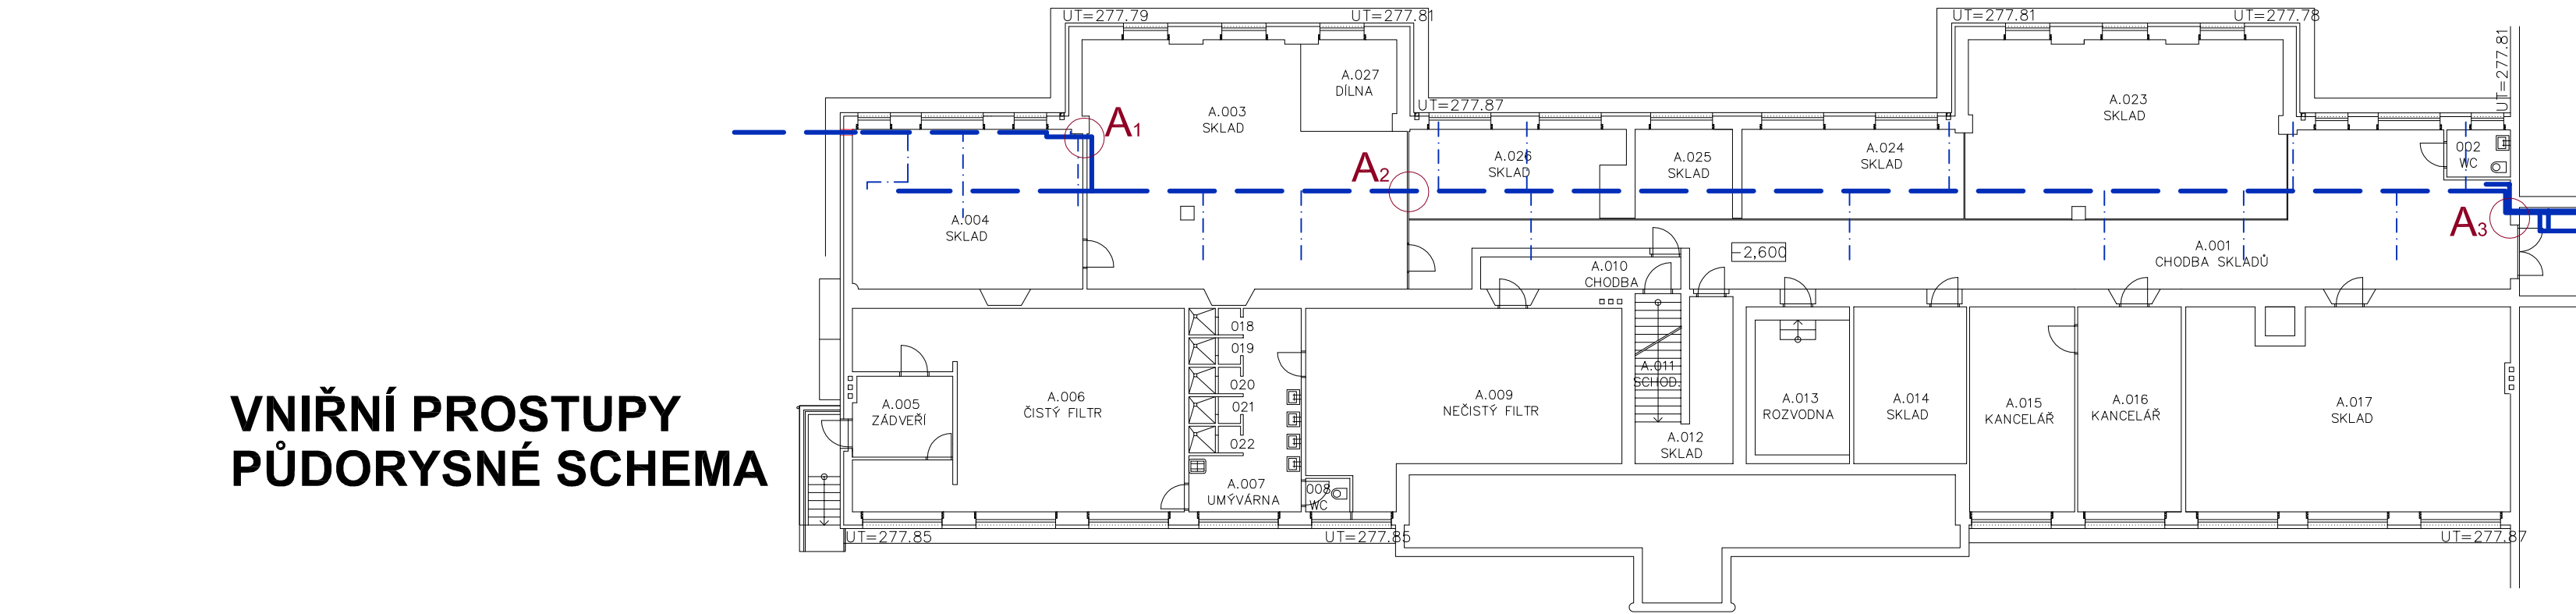 UT=277.79
UT=277.81
UT=277.81
UT=277.78
UT=277.81
A.027
DÍLNA
A.003
SKLAD
A.023
SKLAD
UT=277.87
A1
A2
A.026
SKLAD
A.025
SKLAD
A.024
SKLAD
002
WC
A.004
SKLAD
A3
A.001
CHODBA SKLADŮ
-2,600
A.010
CHODBA
018
019
020
021
022
A.005
ZÁDVEŘÍ
A.006
ČISTÝ FILTR
A.009
NEČISTÝ FILTR
A.011
SCHOD.
A.012
SKLAD
A.013
ROZVODNA
A.014
SKLAD
A.015
KANCELÁŘ
A.016
KANCELÁŘ
A.017
SKLAD
VNIŘNÍ PROSTUPY
PŮDORYSNÉ SCHEMA
A.007
UMÝVÁRNA
008
WC
UT=277.85
UT=277.85
UT=277.87